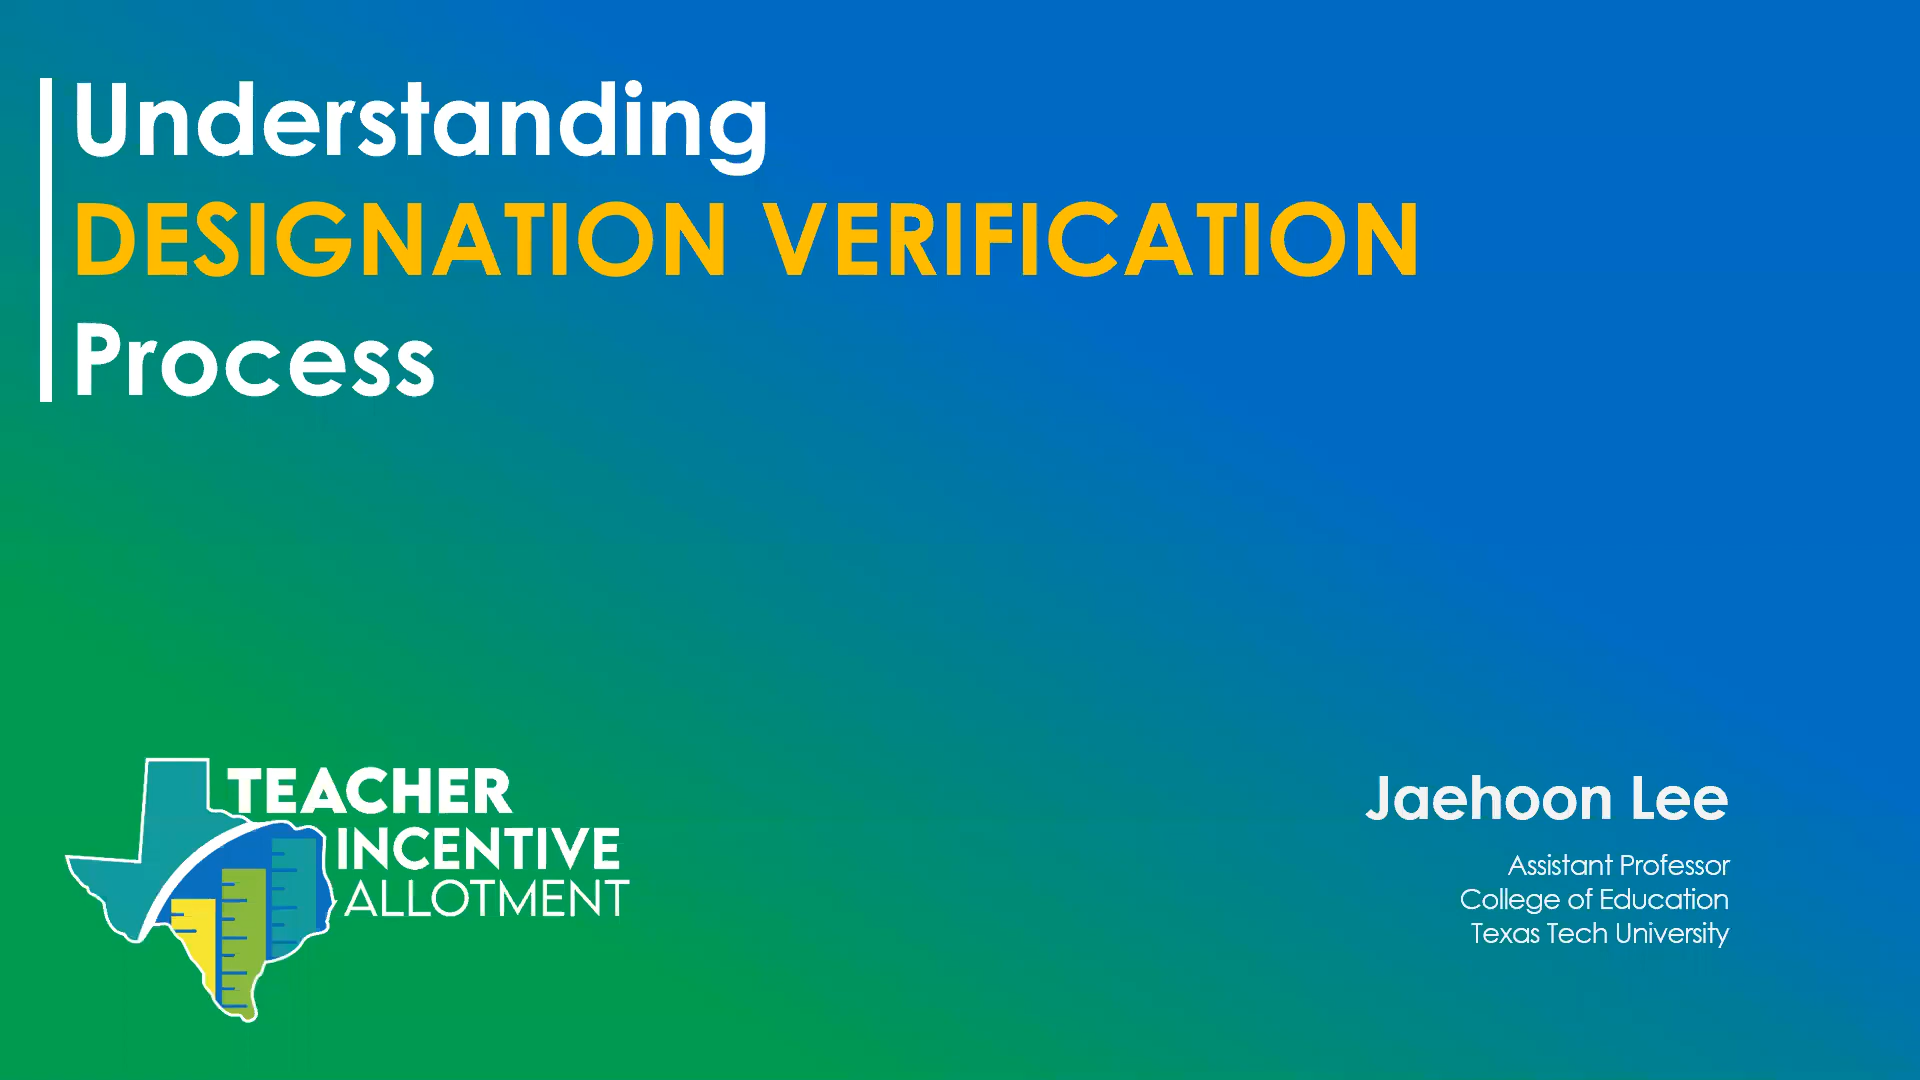 Understanding
DESIGNATION VERIFICATION
Process
TEACHER
INCENTIVE
ALLOTMENT
Jaehoon Lee
Assistant Professor
College of Education
Texas Tech University